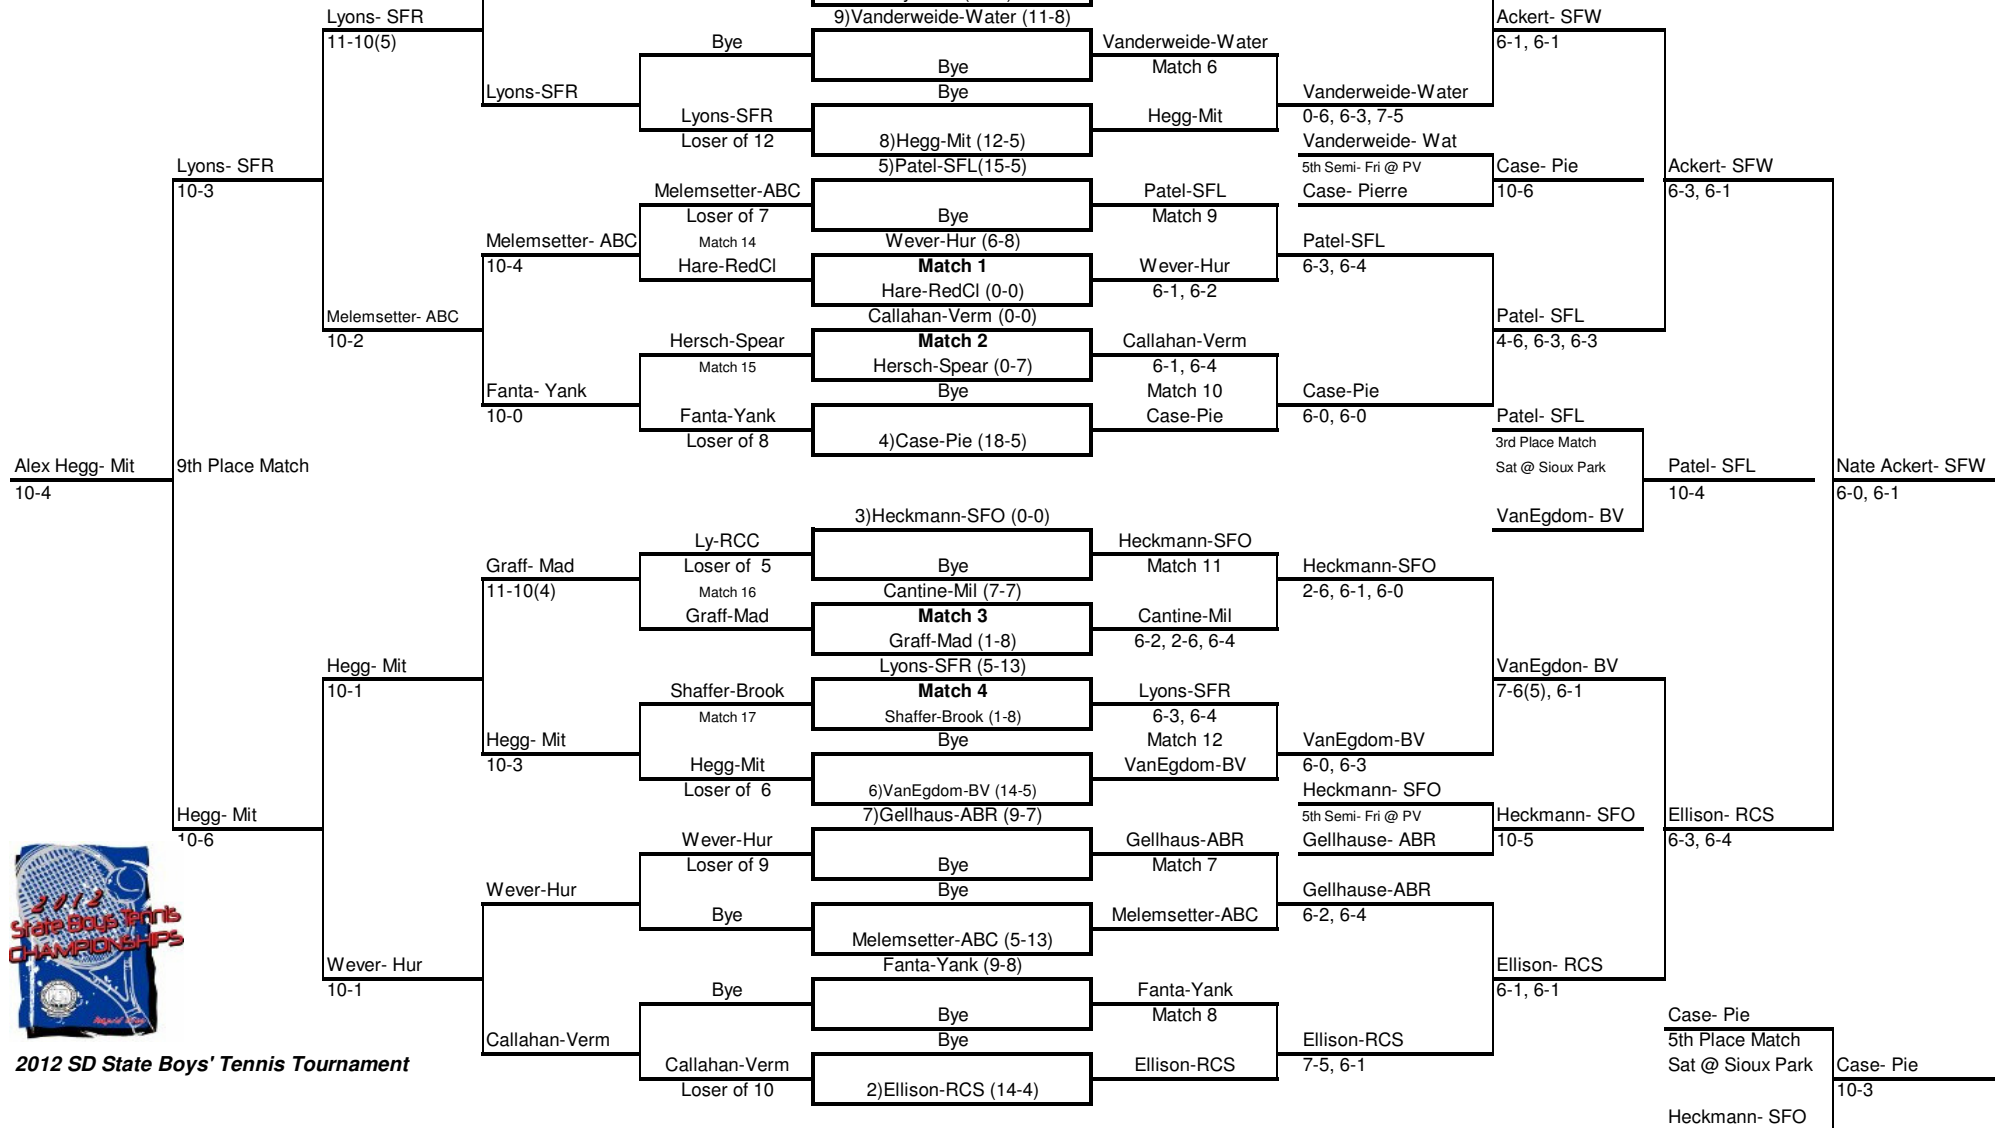 Lyons- SFR
11-10(5)
Lyons-SFR
Bye
Lyons-SFR
Loser of 12
9)Vanderweide-Water (11-8)
Bye
Bye
8)Hegg-Mit (12-5)
Vanderweide-Water
Match 6
Hegg-Mit
Vanderweide-Water
0-6, 6-3, 7-5
Vanderweide- Wat
5th Semi- Fri @ PV
Case- Pierre
Case- Pie
10-6
Ackert- SFW
6-1, 6-1
Ackert- SFW
6-3, 6-1
Lyons- SFR
10-3
Melemsetter- ABC
10-2
Melemsetter- ABC
10-4
Melemsetter-ABC
Loser of 7
Match 14
Hare-RedCl
5)Patel-SFL(15-5)
Bye
Wever-Hur (6-8)
Match 1
Hare-RedCl (0-0)
Patel-SFL
Match 9
Wever-Hur
6-1, 6-2
Patel-SFL
6-3, 6-4
Patel- SFL
4-6, 6-3, 6-3
Fanta- Yank
10-0
Hersch-Spear
Match 15
Fanta-Yank
Loser of 8
Callahan-Verm (0-0)
Match 2
Hersch-Spear (0-7)
Bye
4)Case-Pie (18-5)
Callahan-Verm
6-1, 6-4
Match 10
Case-Pie
Case-Pie
6-0, 6-0
Patel- SFL
3rd Place Match
Sat @ Sioux Park
VanEgdom- BV
Patel- SFL
10-4
Nate Ackert- SFW
6-0, 6-1
Alex Hegg- Mit
10-4
9th Place Match
Graff- Mad
11-10(4)
Ly-RCC
Loser of 5
Match 16
Graff-Mad
3)Heckmann-SFO (0-0)
Bye
Cantine-Mil (7-7)
Match 3
Graff-Mad (1-8)
Heckmann-SFO
Match 11
Cantine-Mil
6-2, 2-6, 6-4
Heckmann-SFO
2-6, 6-1, 6-0
Hegg- Mit
10-1
Hegg- Mit
10-3
Shaffer-Brook
Match 17
Hegg-Mit
Loser of 6
Lyons-SFR (5-13)
Match 4
Shaffer-Brook (1-8)
Bye
6)VanEgdom-BV (14-5)
Lyons-SFR
6-3, 6-4
Match 12
VanEgdom-BV
VanEgdom-BV
6-0, 6-3
VanEgdon- BV
7-6(5), 6-1
Heckmann- SFO
5th Semi- Fri @ PV
Gellhause- ABR
Heckmann- SFO
10-5
Ellison- RCS
6-3, 6-4
Hegg- Mit
10-6
Wever-Hur
Wever-Hur
Loser of 9
Bye
7)Gellhaus-ABR (9-7)
Bye
Bye
Melemsetter-ABC (5-13)
Gellhaus-ABR
Match 7
Melemsetter-ABC
Gellhause-ABR
6-2, 6-4
Wever- Hur
10-1
Ellison- RCS
6-1, 6-1
Callahan-Verm
Bye
Callahan-Verm
Loser of 10
Fanta-Yank (9-8)
Bye
Bye
2)Ellison-RCS (14-4)
Fanta-Yank
Match 8
Ellison-RCS
Ellison-RCS
7-5, 6-1
Case- Pie
5th Place Match
Sat @ Sioux Park
Heckmann- SFO
Case- Pie
10-3
2012
State Boys Tennis
CHAMPIONSHIPS
2012 SD State Boys' Tennis Tournament